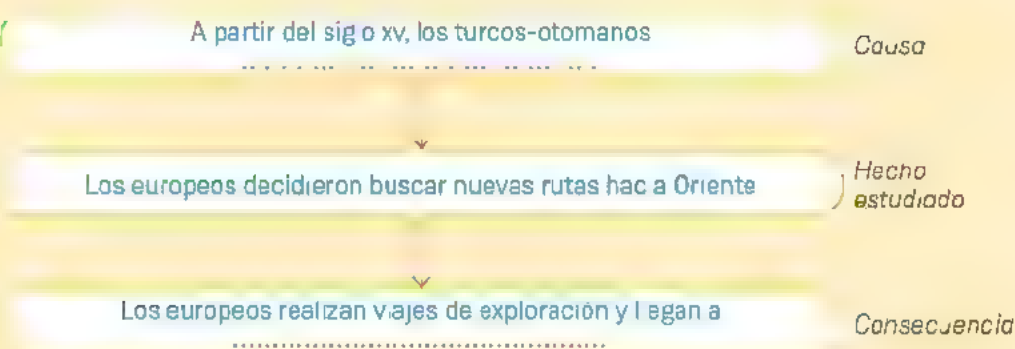 A partir del sig o xv, los turcos-otomanos
Causa
Los europeos decidieron buscar nuevas rutas hac a Oriente
Hecho
estudiado
Los europeos realizan viajes de exploración y l egan a
Consecuencia